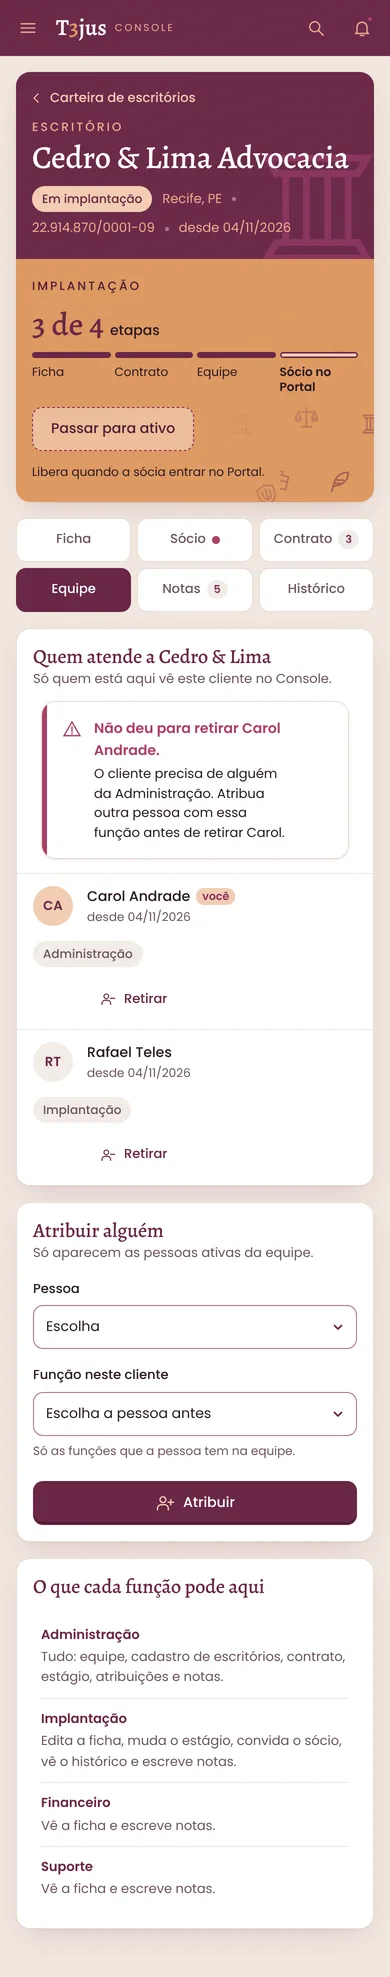 T3jus CONSOLE
Carteira de escritórios
ESCRITÓRIO
Cedro & Lima Advocacia
Em implantação Recife, PE •
22.914.870/0001-09 • desde 04/11/2026
IMPLANTAÇÃO
3 de 4 etapas
Ficha Contrato Equipe Sócio no
Portal
Passar para ativo
Libera quando a sócia entrar no Portal.
Ficha Sócio Contrato 3
Equipe Notas 5 Histórico
Quem atende a Cedro & Lima
Só quem está aqui vê este cliente no Console.
Não deu para retirar Carol
Andrade.
O cliente precisa de alguém
da Administração. Atribua
outra pessoa com essa
função antes de retirar Carol.
CA Carol Andrade você
desde 04/11/2026
Administração
Retirar
RT Rafael Teles
desde 04/11/2026
Implantação
Retirar
Atribuir alguém
Só aparecem as pessoas ativas da equipe.
Pessoa
Escolha
Função neste cliente
Escolha a pessoa antes
Só as funções que a pessoa tem na equipe.
Atribuir
O que cada função pode aqui
Administração
Tudo: equipe, cadastro de escritórios, contrato,
estágio, atribuições e notas.
Implantação
Edita a ficha, muda o estágio, convida o sócio,
vê o histórico e escreve notas.
Financeiro
Vê a ficha e escreve notas.
Suporte
Vê a ficha e escreve notas.